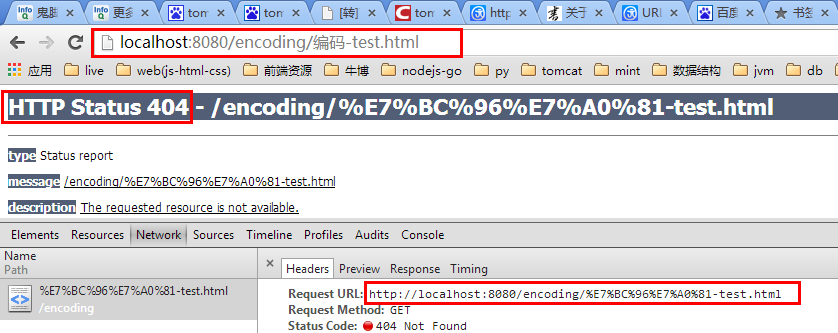 InfoQ 鬼脚 InfoQ 更多 tom tom [转] tom http 关于 URI 百度 书签
localhost:8080/encoding/编码-test.html
应用 live web(js-html-css) 前端资源 牛博 nodejs-go py tomcat mint 数据结构 jvm db
HTTP Status 404 - /encoding/%E7%BC%96%E7%A0%81-test.html
type Status report
message /encoding/%E7%BC%96%E7%A0%81-test.html
description The requested resource is not available.
Elements Resources Network Sources Timeline Profiles Audits Console
Name
Path
× Headers Preview Response Timing
%E7%BC%96%E7%A0%81-test.html
/encoding
Request URL: http://localhost:8080/encoding/%E7%BC%96%E7%A0%81-test.html
Request Method: GET
Status Code: 404 Not Found